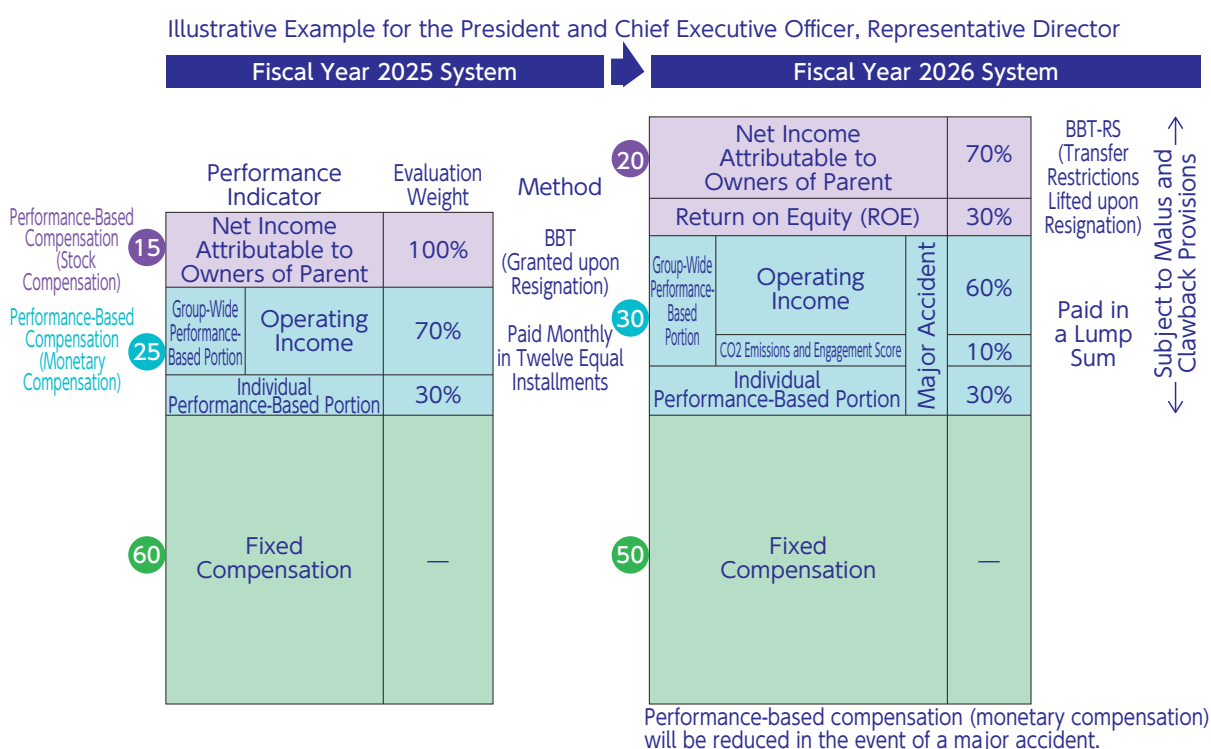 Illustrative Example for the President and Chief Executive Officer, Representative Director
Fiscal Year 2025 System
Fiscal Year 2026 System
Performance
Indicator
Evaluation
Weight
Method
Performance-Based
Compensation
(Stock
Compensation)
15
Net Income
Attributable to
Owners of Parent
100%
BBT
(Granted upon
Resignation)
Performance-Based
Compensation
(Monetary
Compensation)
25
Group-Wide
Performance-
Based Portion
Operating
Income
70%
Paid Monthly
in Twelve Equal
Installments
Individual
Performance-Based Portion
30%
60
Fixed
Compensation
—
20
Net Income
Attributable to
Owners of Parent
70%
BBT-RS
(Transfer
Restrictions
Lifted upon
Resignation)
Return on Equity (ROE)
30%
30
Group-Wide
Performance-
Based
Portion
Operating
Income
60%
CO2 Emissions and Engagement Score
10%
Individual
Performance-Based Portion
30%
Major Accident
Paid in
a Lump
Sum
Subject to Malus and
Clawback Provisions
50
Fixed
Compensation
—
Performance-based compensation (monetary compensation)
will be reduced in the event of a major accident.